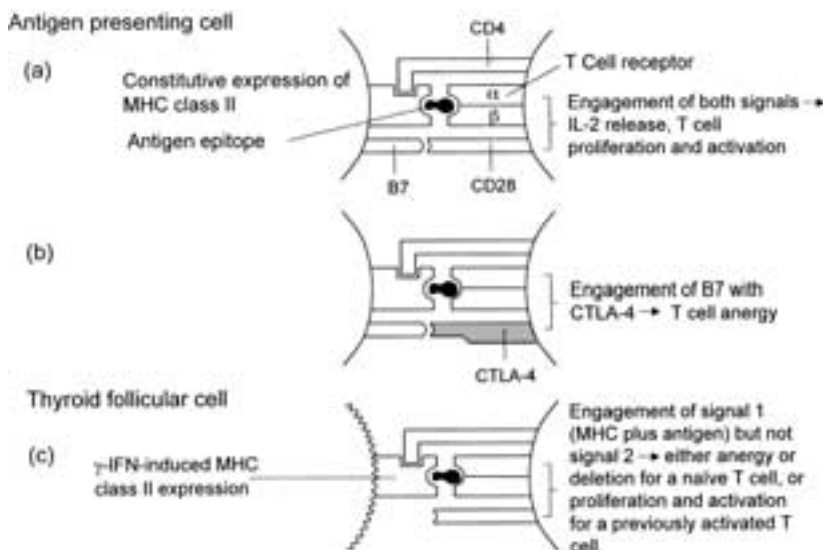 Antigen presenting cell
(a)
CD4
T Cell receptor
Constitutive expression of
MHC class II
Antigen epitope
α
β
B7
CD28
Engagement of both signals →
IL-2 release, T cell
proliferation and activation
(b)
Engagement of B7 with
CTLA-4 → T cell anergy
CTLA-4
Thyroid follicular cell
(c)
γ-IFN-induced MHC
class II expression
Engagement of signal 1
(MHC plus antigen) but not
signal 2 → either anergy or
deletion for a naïve T cell, or
proliferation and activation
for a previously activated T
cell